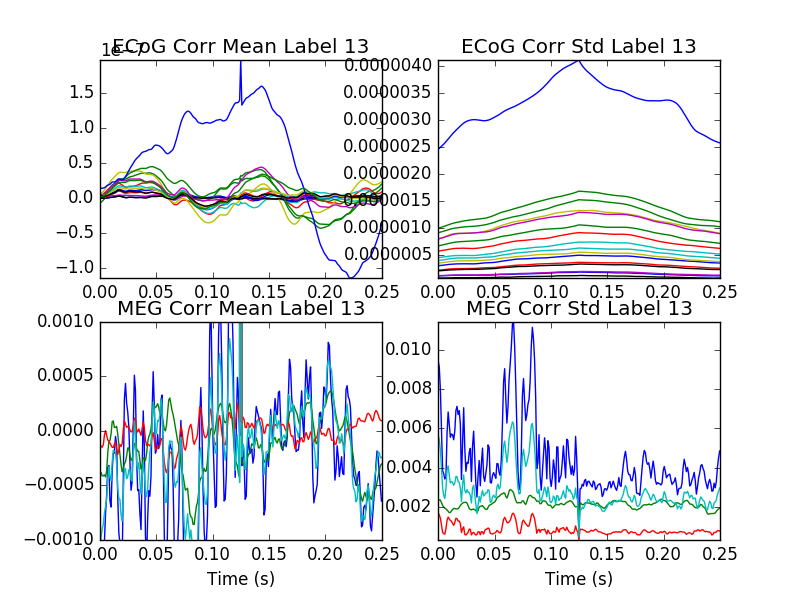 ECoG Corr Mean Label 13
ECoG Corr Std Label 13
1e−7
1.5
1.0
0.5
0.0
−0.5
−1.0
0.00 0.05 0.10 0.15 0.20 0.25
0.0000040
0.0000035
0.0000030
0.0000025
0.0000020
0.0000015
0.0000010
0.0000005
0.00 0.05 0.10 0.15 0.20 0.25
MEG Corr Mean Label 13
MEG Corr Std Label 13
0.0010
0.0005
0.0000
−0.0005
−0.0010
0.00 0.05 0.10 0.15 0.20 0.25
Time (s)
0.010
0.008
0.006
0.004
0.002
0.00 0.05 0.10 0.15 0.20 0.25
Time (s)